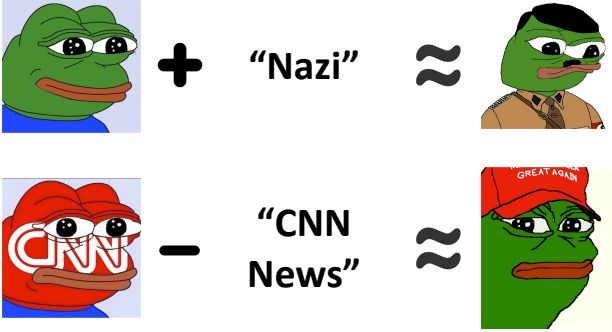 + “Nazi” ≈
GREAT AGAIN
CNN
− “CNN ≈
News”